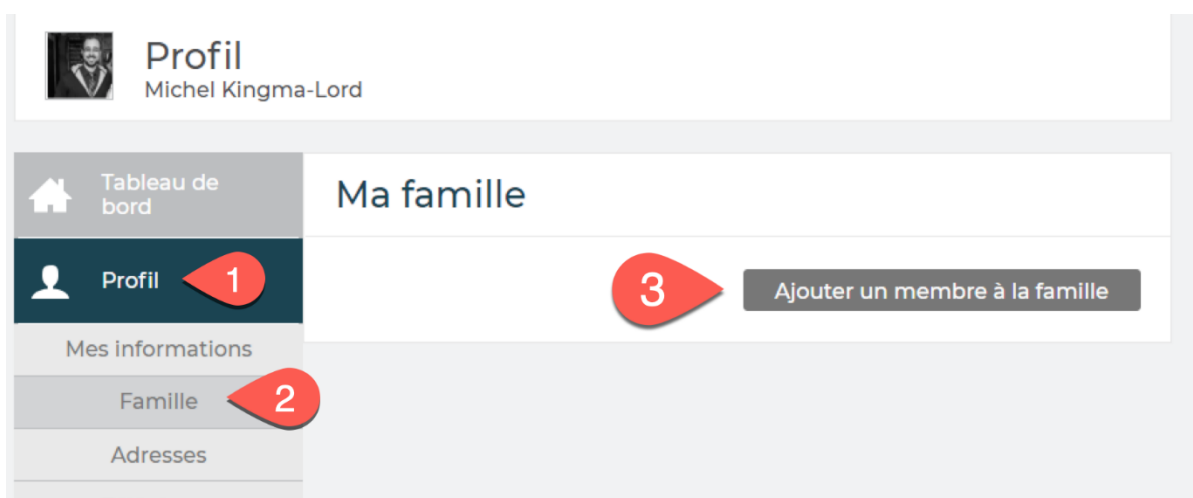 Profil
Michel Kingma-Lord
Tableau de
bord
Ma famille
Profil
1
3
Ajouter un membre à la famille
Mes informations
Famille
2
Adresses